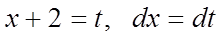 x + 2 = t, dx = dt